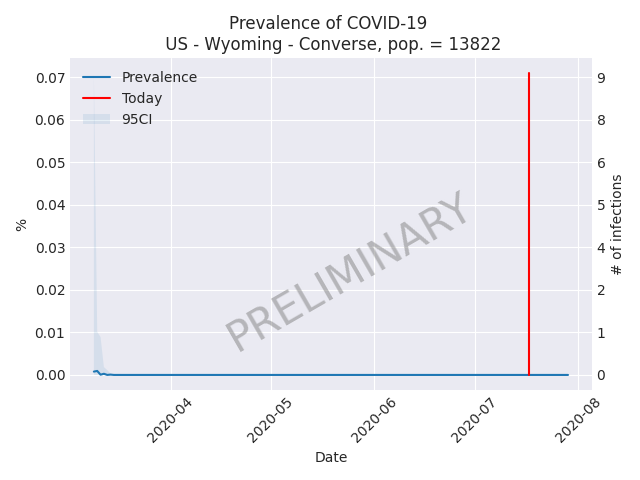 Prevalence of COVID-19
US - Wyoming - Converse, pop. = 13822
Prevalence
Today
95CI
0.07
0.06
0.05
0.04
0.03
0.02
0.01
0.00
%
9
8
6
5
4
2
1
0
# of infections
PRELIMINARY
2020-04
2020-05
2020-06
2020-07
2020-08
Date